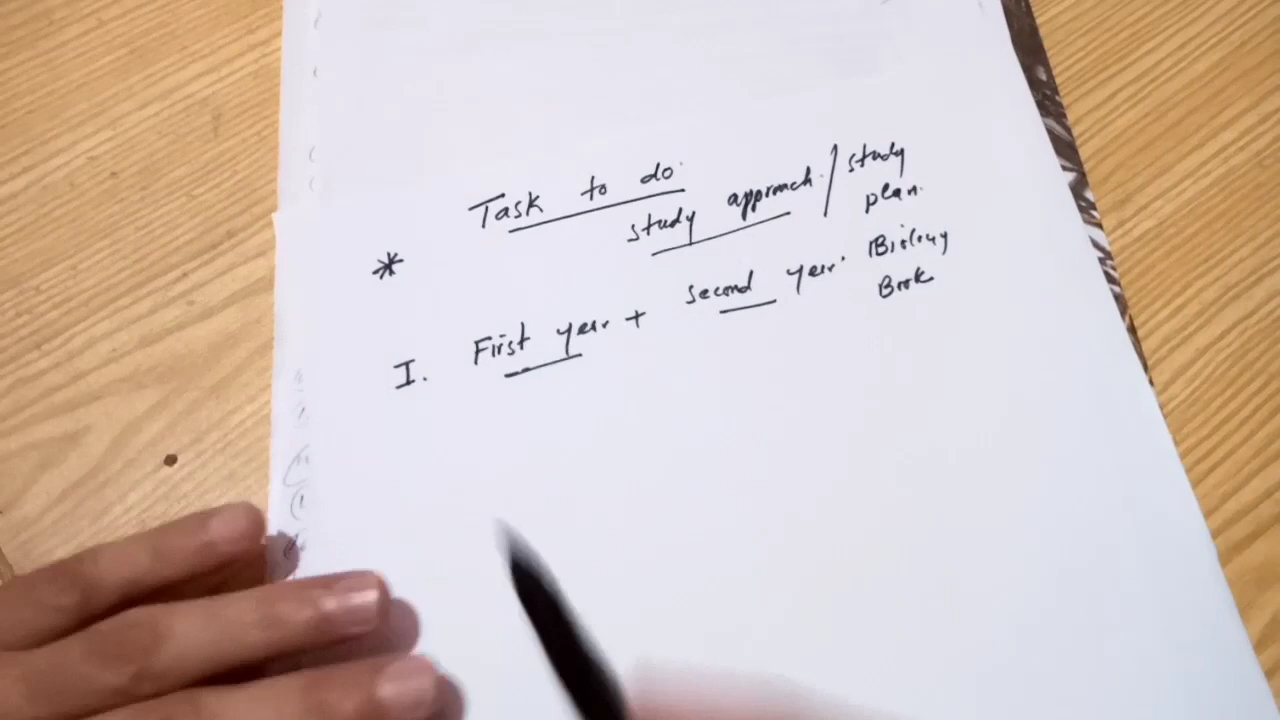 Task to do.
* study approach. / study plan.
I. First year + second year. Biology Book